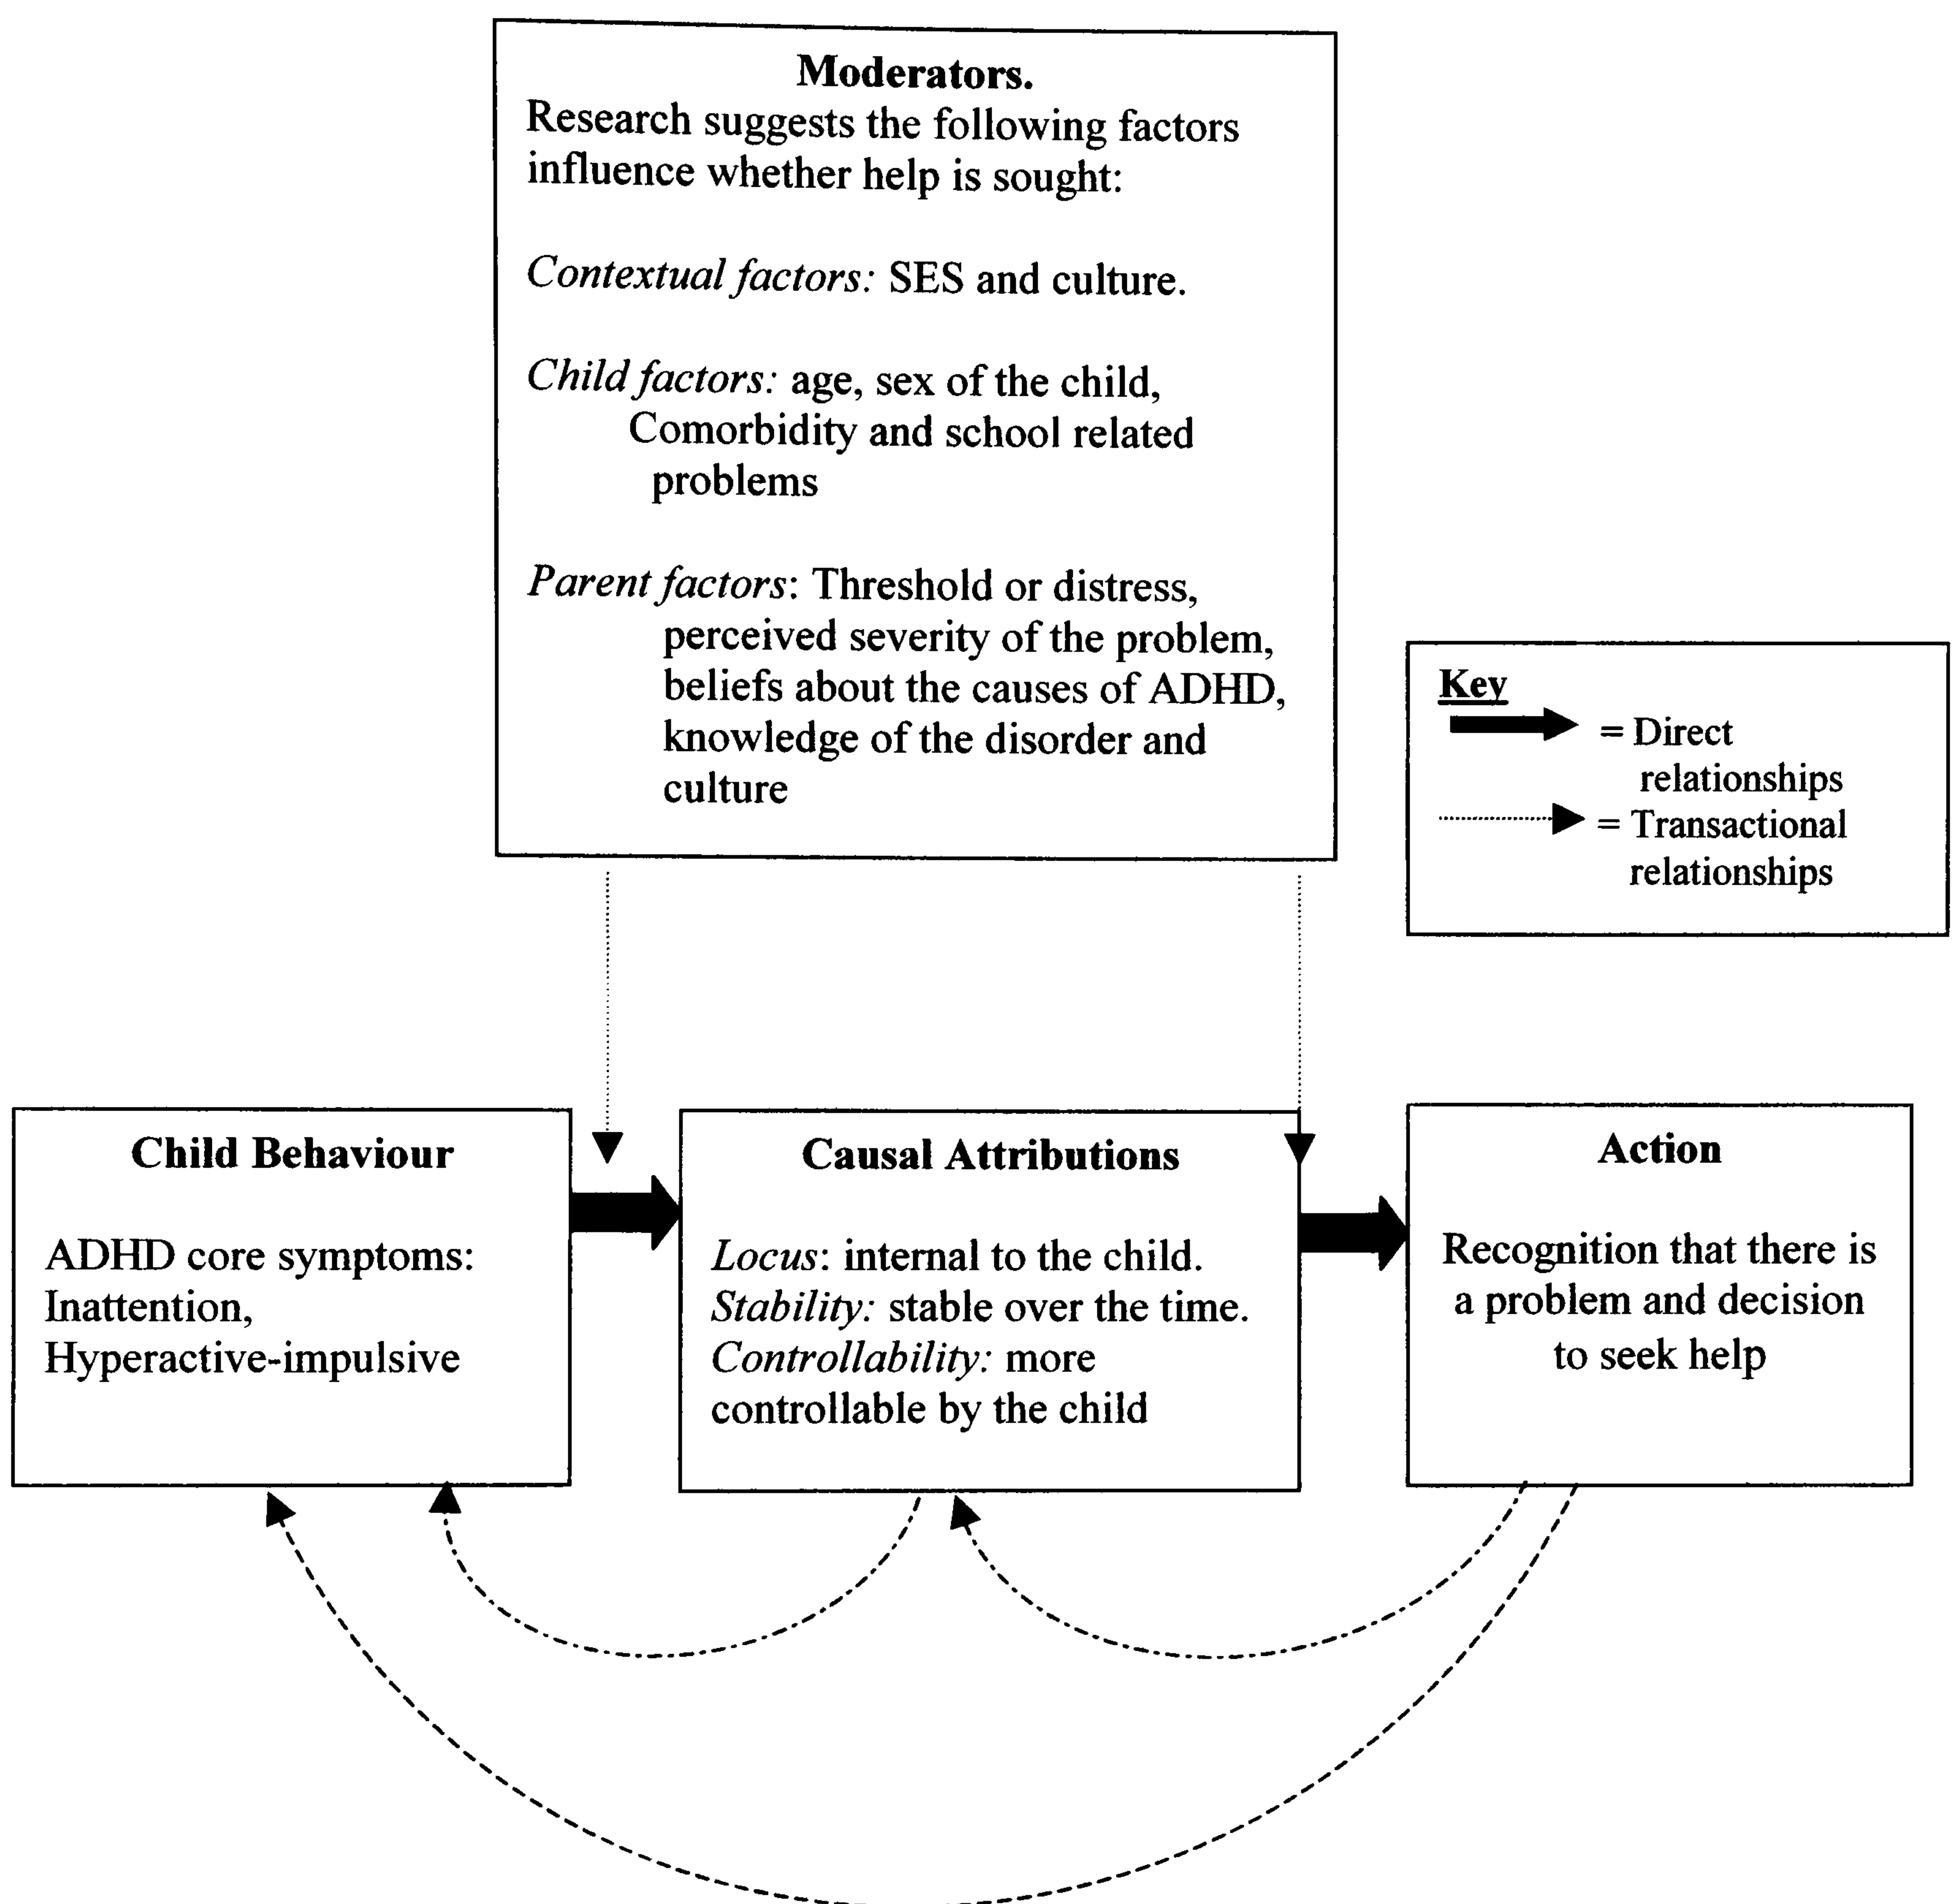 Moderators.
Research suggests the following factors
influence whether help is sought:
Contextual factors: SES and culture.
Child factors: age, sex of the child,
Comorbidity and school related
problems
Parent factors: Threshold or distress,
perceived severity of the problem,
beliefs about the causes of ADHD,
knowledge of the disorder and
culture
Key
= Direct
relationships
= Transactional
relationships
Child Behaviour
ADHD core symptoms:
Inattention,
Hyperactive-impulsive
Causal Attributions
Locus: internal to the child.
Stability: stable over the time.
Controllability: more
controllable by the child
Action
Recognition that there is
a problem and decision
to seek help